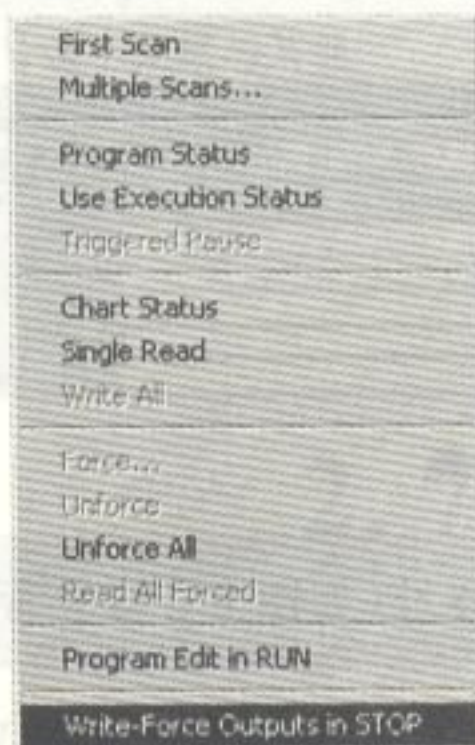 First Scan
Multiple Scans...
Program Status
Use Execution Status
Triggered Pause
Chart Status
Single Read
Write All
Force...
Unforce
Unforce All
Read All Forced
Program Edit in RUN
Write-Force Outputs in STOP